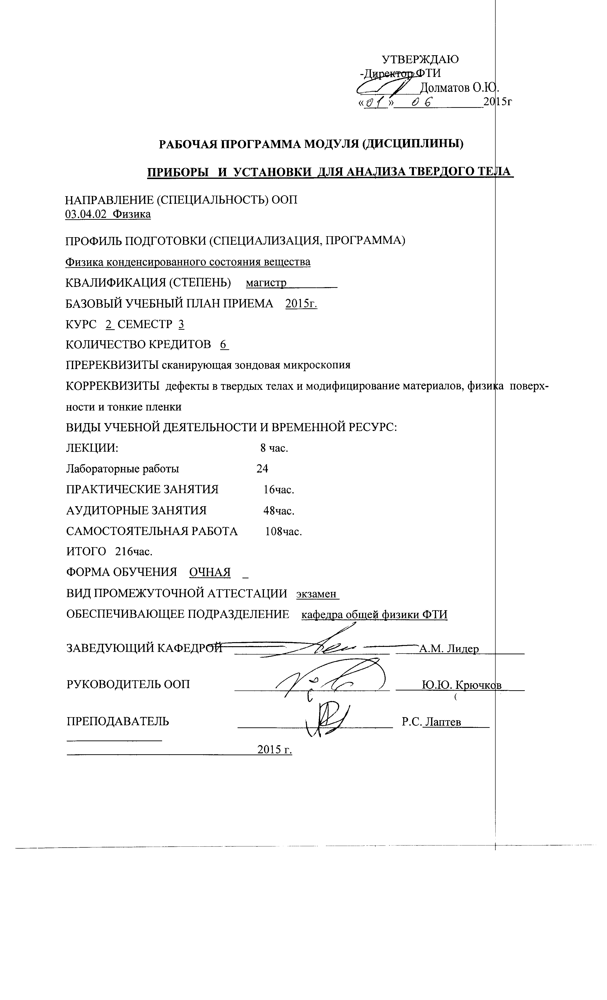 УТВЕРЖДАЮ
-Директор ФТИ
Долматов О.Ю.
«01» 06 2015г
РАБОЧАЯ ПРОГРАММА МОДУЛЯ (ДИСЦИПЛИНЫ)
ПРИБОРЫ И УСТАНОВКИ ДЛЯ АНАЛИЗА ТВЕРДОГО ТЕЛА
НАПРАВЛЕНИЕ (СПЕЦИАЛЬНОСТЬ) ООП
03.04.02 Физика
ПРОФИЛЬ ПОДГОТОВКИ (СПЕЦИАЛИЗАЦИЯ, ПРОГРАММА)
Физика конденсированного состояния вещества
КВАЛИФИКАЦИЯ (СТЕПЕНЬ) магистр
БАЗОВЫЙ УЧЕБНЫЙ ПЛАН ПРИЕМА 2015г.
КУРС 2 СЕМЕСТР 3
КОЛИЧЕСТВО КРЕДИТОВ 6
ПРЕРЕКВИЗИТЫ сканирующая зондовая микроскопия
КОРРЕКВИЗИТЫ дефекты в твердых телах и модифицирование материалов, физика поверх-
ности и тонкие пленки
ВИДЫ УЧЕБНОЙ ДЕЯТЕЛЬНОСТИ И ВРЕМЕННОЙ РЕСУРС:
ЛЕКЦИИ: 8 час.
Лабораторные работы 24
ПРАКТИЧЕСКИЕ ЗАНЯТИЯ 16час.
АУДИТОРНЫЕ ЗАНЯТИЯ 48час.
САМОСТОЯТЕЛЬНАЯ РАБОТА 108час.
ИТОГО 216час.
ФОРМА ОБУЧЕНИЯ ОЧНАЯ
ВИД ПРОМЕЖУТОЧНОЙ АТТЕСТАЦИИ экзамен
ОБЕСПЕЧИВАЮЩЕЕ ПОДРАЗДЕЛЕНИЕ кафедра общей физики ФТИ
ЗАВЕДУЮЩИЙ КАФЕДРОЙ А.М. Лидер
РУКОВОДИТЕЛЬ ООП Ю.Ю. Крючков
ПРЕПОДАВАТЕЛЬ Р.С. Лаптев
2015 г.